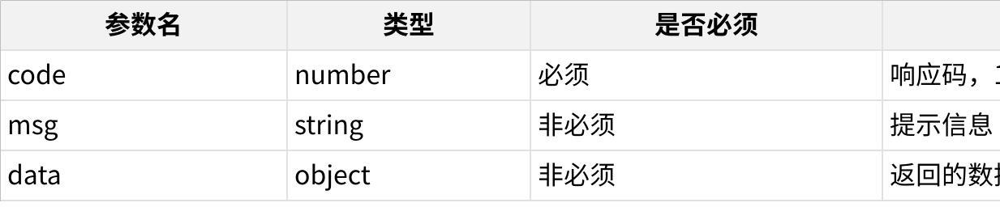 参数名 类型 是否必须
code number 必须 响应码，
msg string 非必须 提示信息
data object 非必须 返回的数